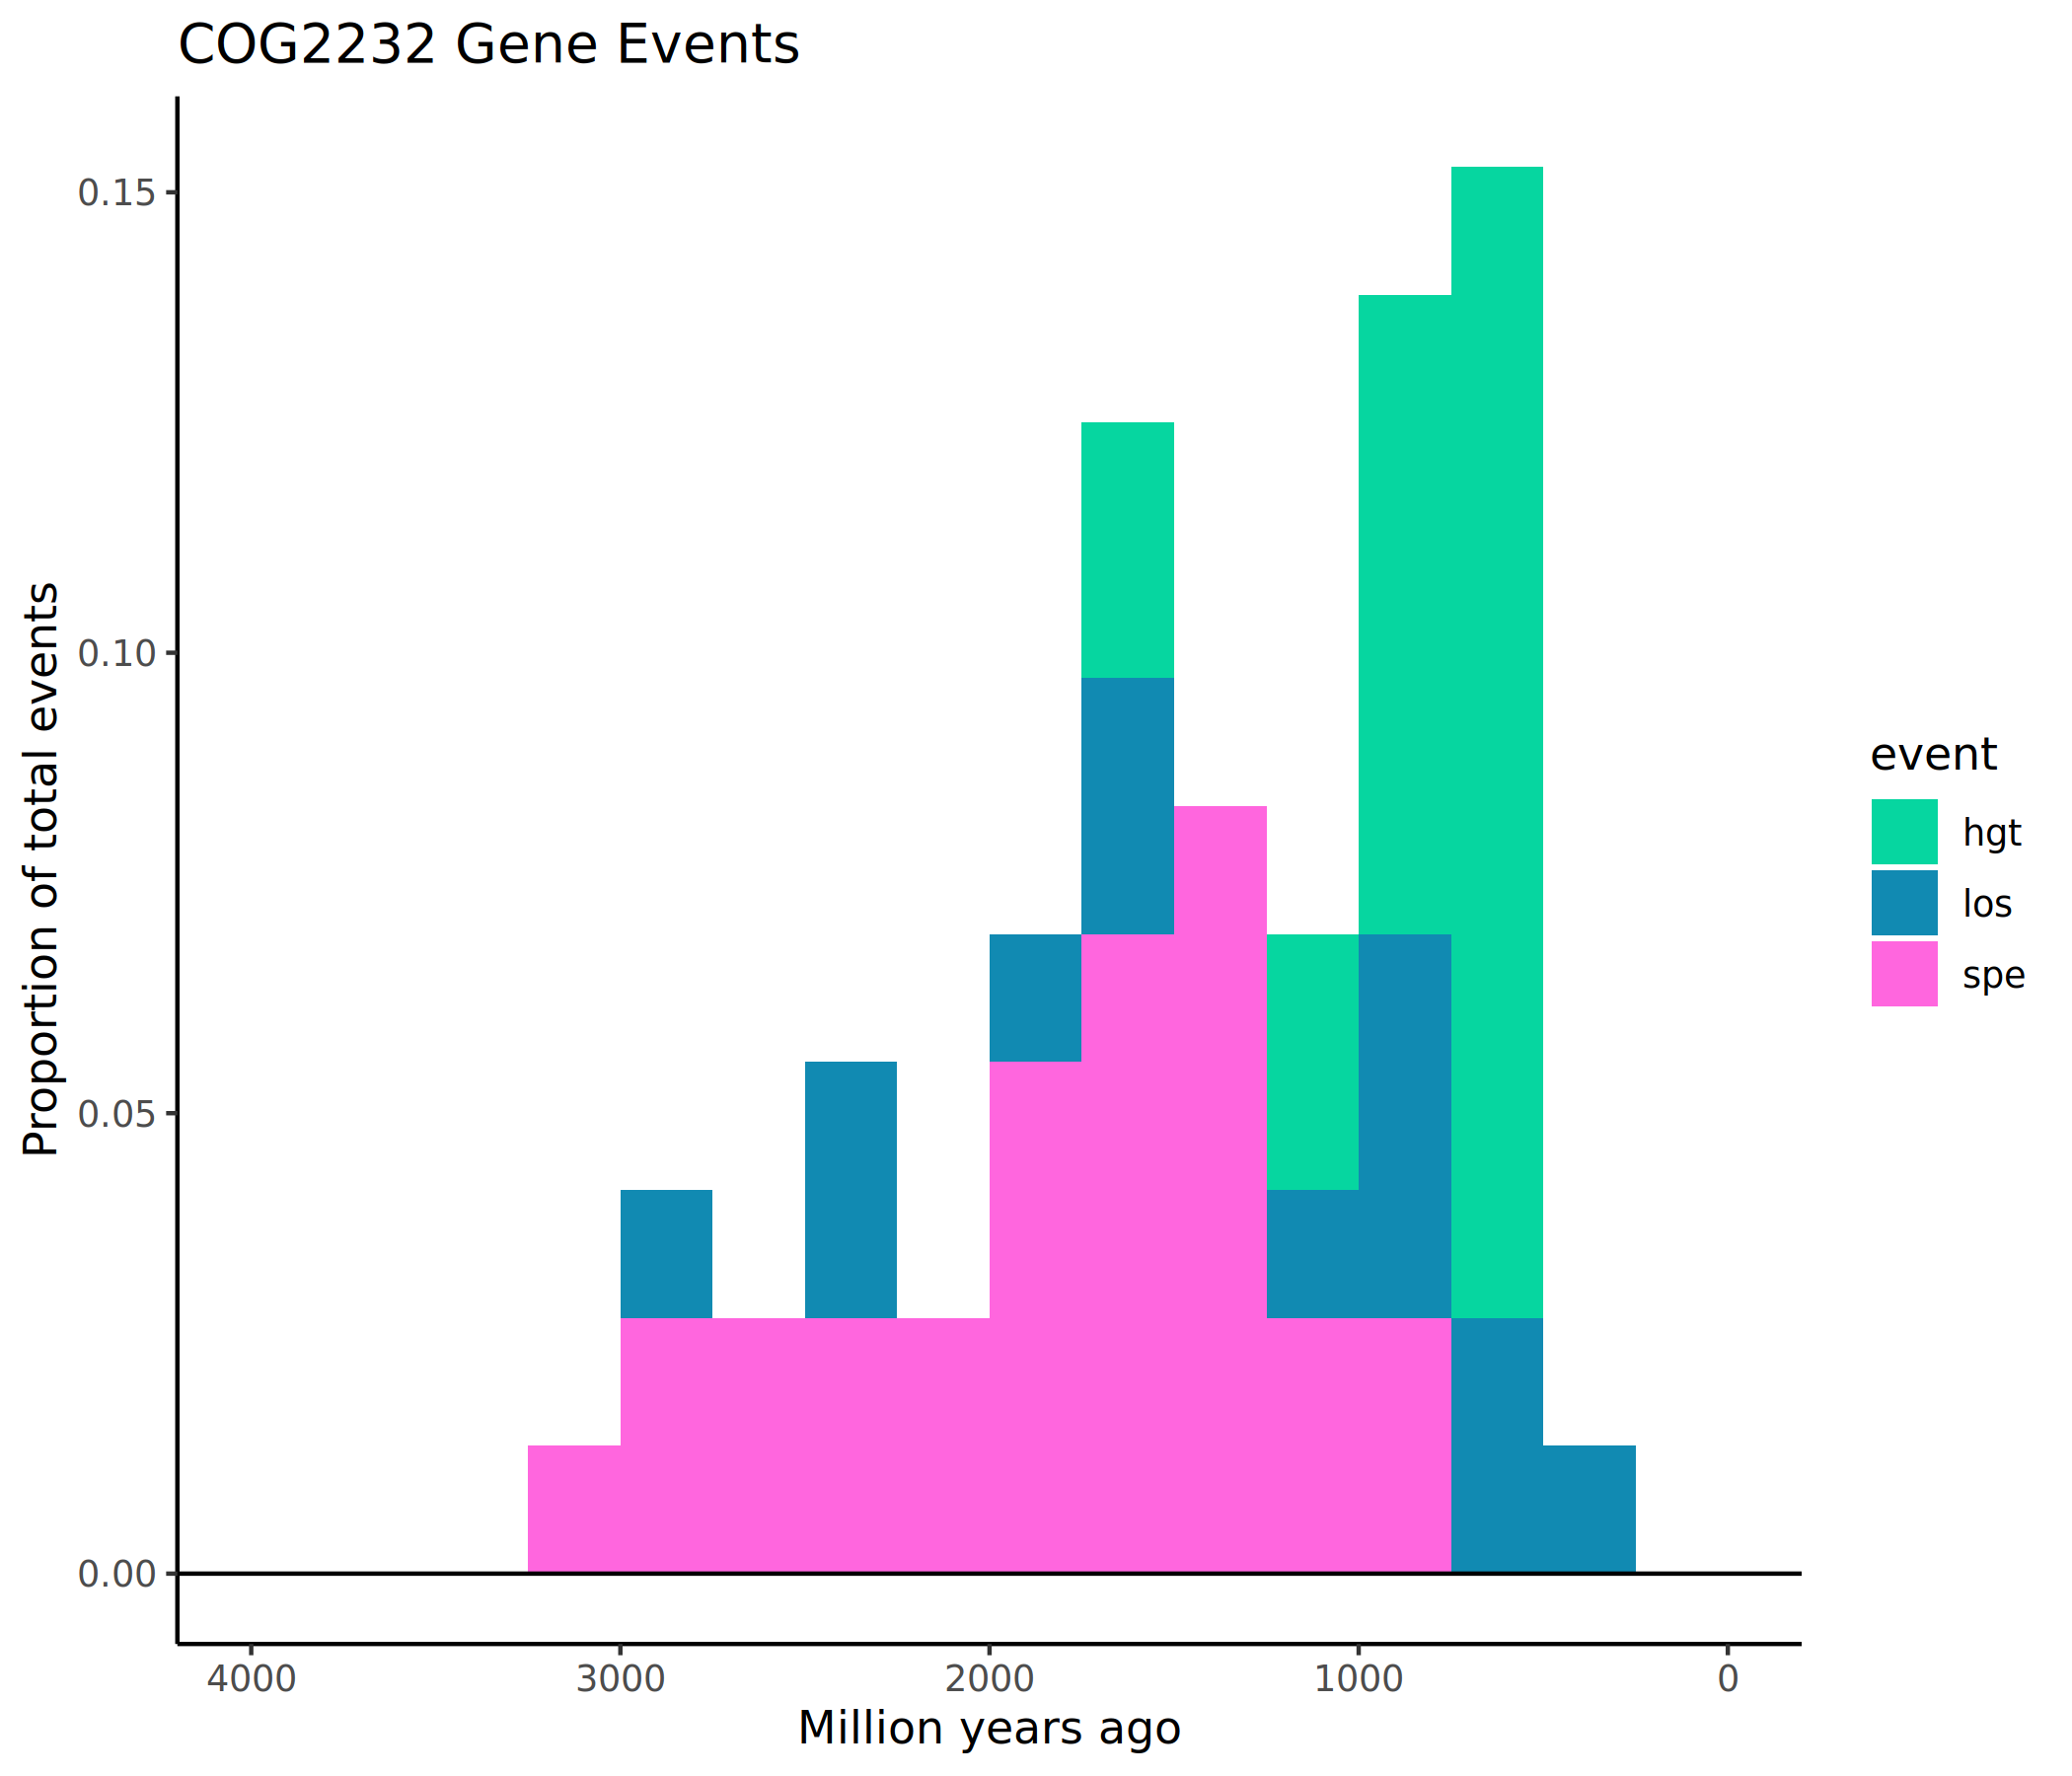 COG2232 Gene Events
Proportion of total events
0.15
0.10
0.05
0.00
4000 3000 2000 1000 0
Million years ago
event
hgt
los
spe